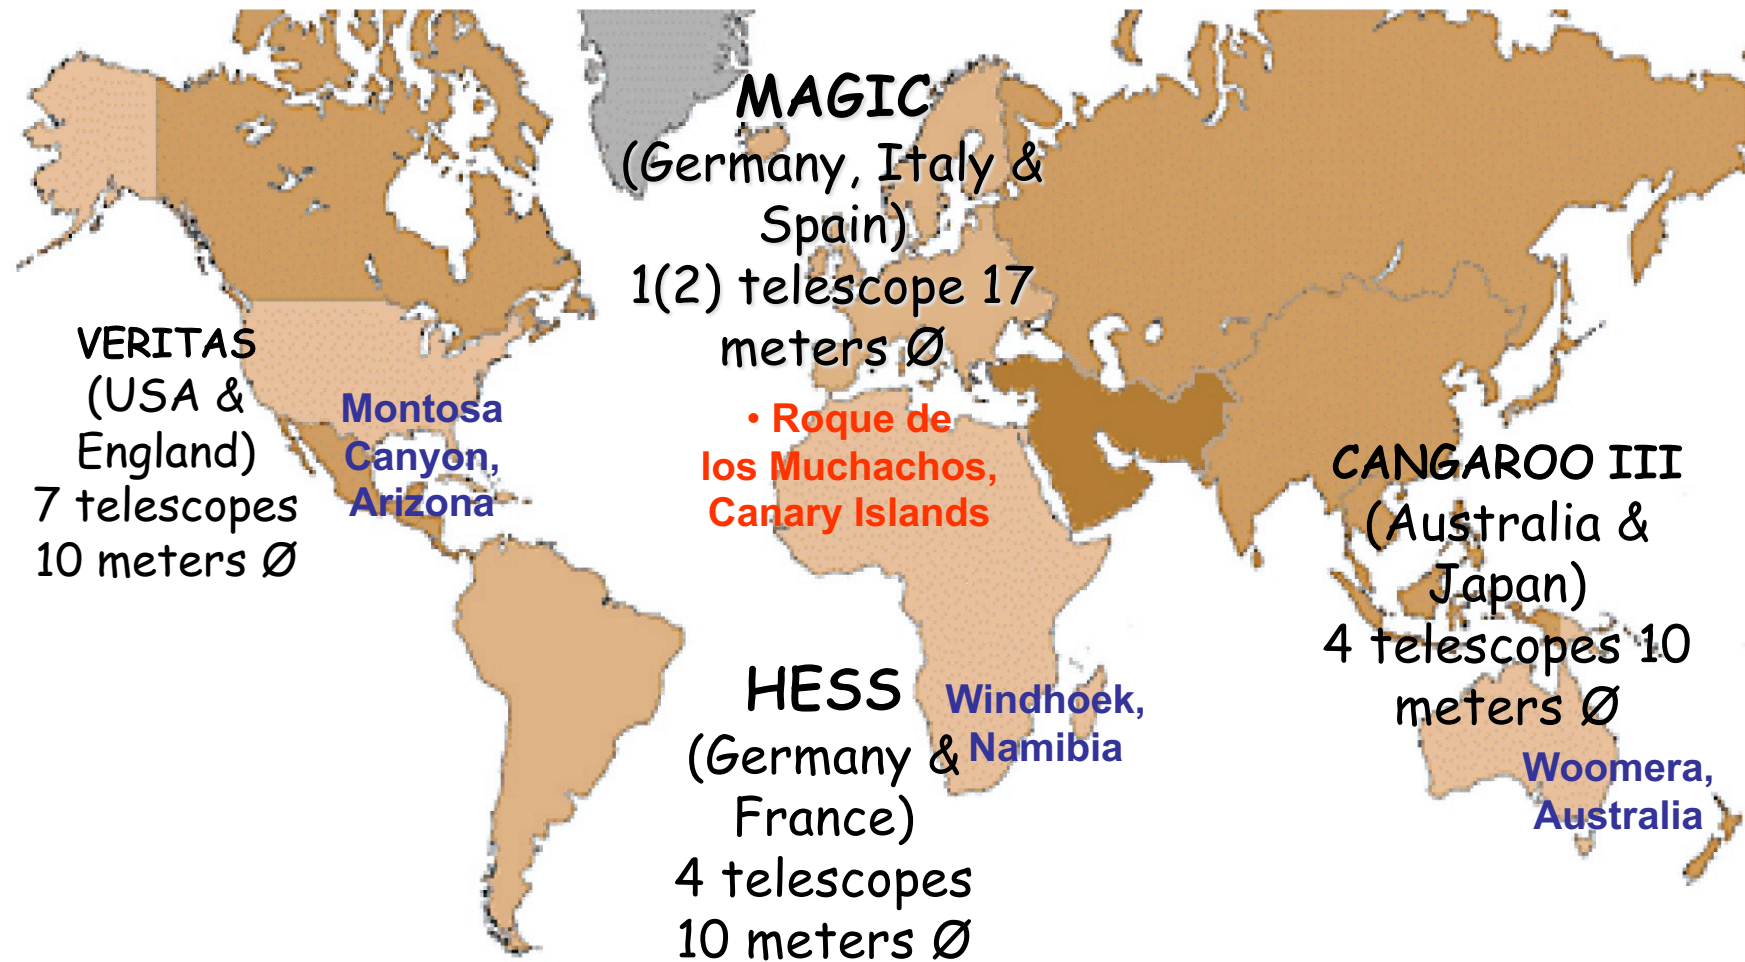 MAGIC
(Germany, Italy &
Spain)
1(2) telescope 17
meters Ø
• Roque de
los Muchachos,
Canary Islands
VERITAS
(USA &
England)
7 telescopes
10 meters Ø
Montosa
Canyon,
Arizona
CANGAROO III
(Australia &
Japan)
4 telescopes 10
meters Ø
Woomera,
Australia
HESS
(Germany &
France)
4 telescopes
10 meters Ø
Windhoek,
Namibia